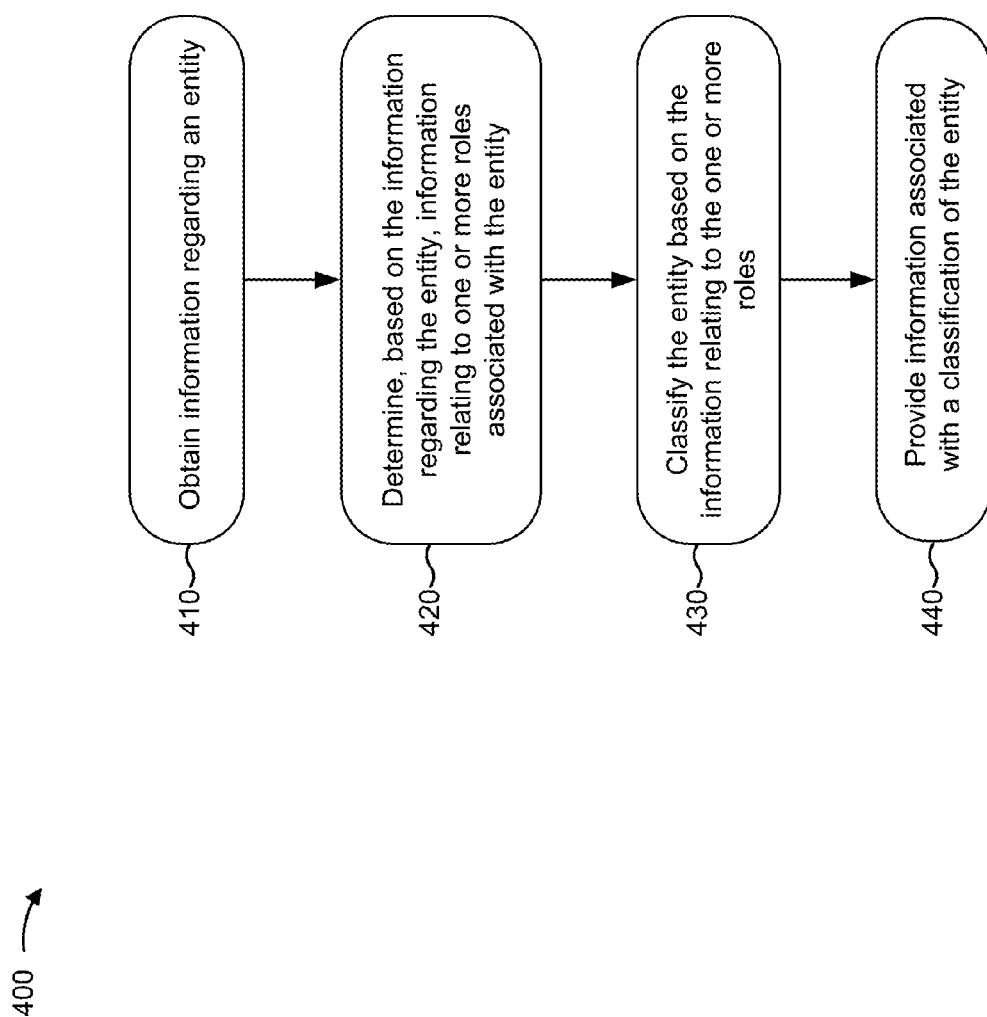 400
410
Obtain information regarding an entity
420
Determine, based on the information
regarding the entity, information
relating to one or more roles
associated with the entity
430
Classify the entity based on the
information relating to the one or more
roles
440
Provide information associated
with a classification of the entity